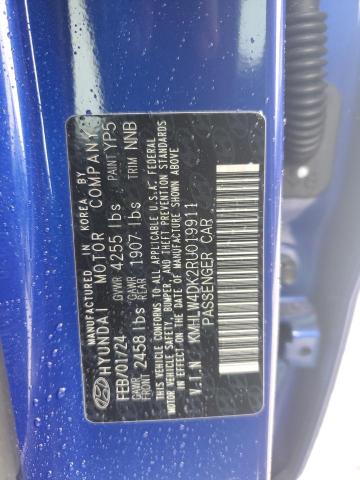 MANUFACTURED IN KOREA BY
HYUNDAI MOTOR COMPANY
FEB/01/24 GVWR 4255 lbs PAINT YP5
GAWR FRONT 2458 lbs GAWR REAR 1907 lbs TRIM NNB
THIS VEHICLE CONFORMS TO ALL APPLICABLE U.S.A. FEDERAL
MOTOR VEHICLE SAFETY, BUMPER, AND THEFT PREVENTION
STANDARDS IN EFFECT ON THE DATE OF MANUFACTURE SHOWN ABOVE.
V.I.N KMHLW4DK2RU019911
PASSENGER CAR